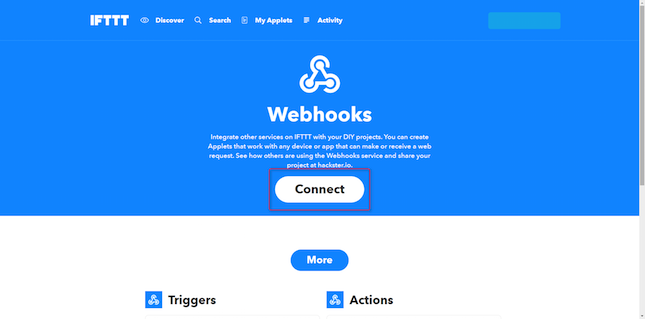 IFTTT Discover Search My Applets Activity
Webhooks
Integrate other services on IFTTT with your DIY projects. You can create
Applets that work with any device or app that can make or receive a web
request. See how others are using the Webhooks service and share your
project at hackster.io.
Connect
More
Triggers Actions